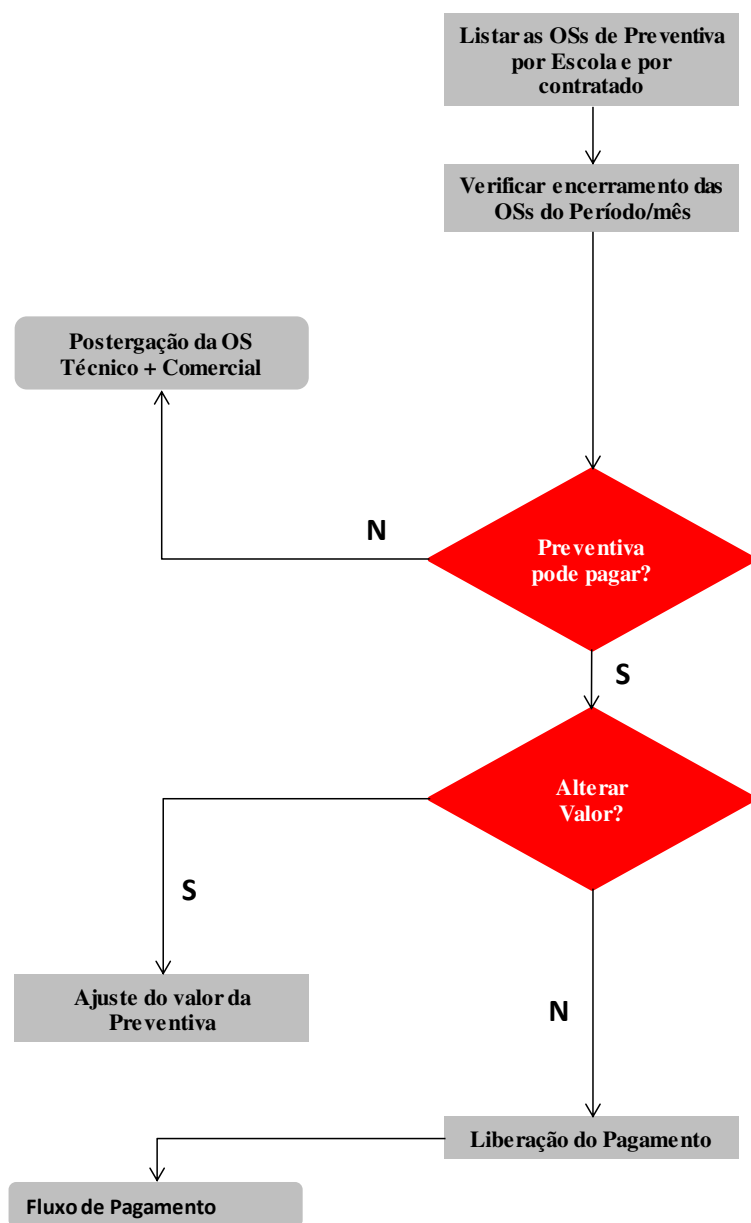 Listar as OSs de Preventiva
por Escola e por
contratado
Verificar encerramento das
OSs do Período/mês
Postergação da OS
Técnico + Comercial
N
Preventiva
pode pagar?
S
Alterar
Valor?
S
Ajuste do valor da
Preventiva
N
Liberação do Pagamento
Fluxo de Pagamento